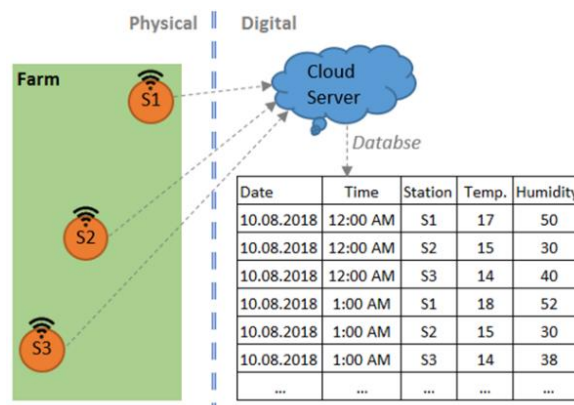 Physical
Digital
Farm
S1
Cloud
Server
Databse
S2
S3
Date Time Station Temp. Humidity
10.08.2018 12:00 AM S1 17 50
10.08.2018 12:00 AM S2 15 30
10.08.2018 12:00 AM S3 14 40
10.08.2018 1:00 AM S1 18 52
10.08.2018 1:00 AM S2 15 30
10.08.2018 1:00 AM S3 14 38
... ... ... ... ...